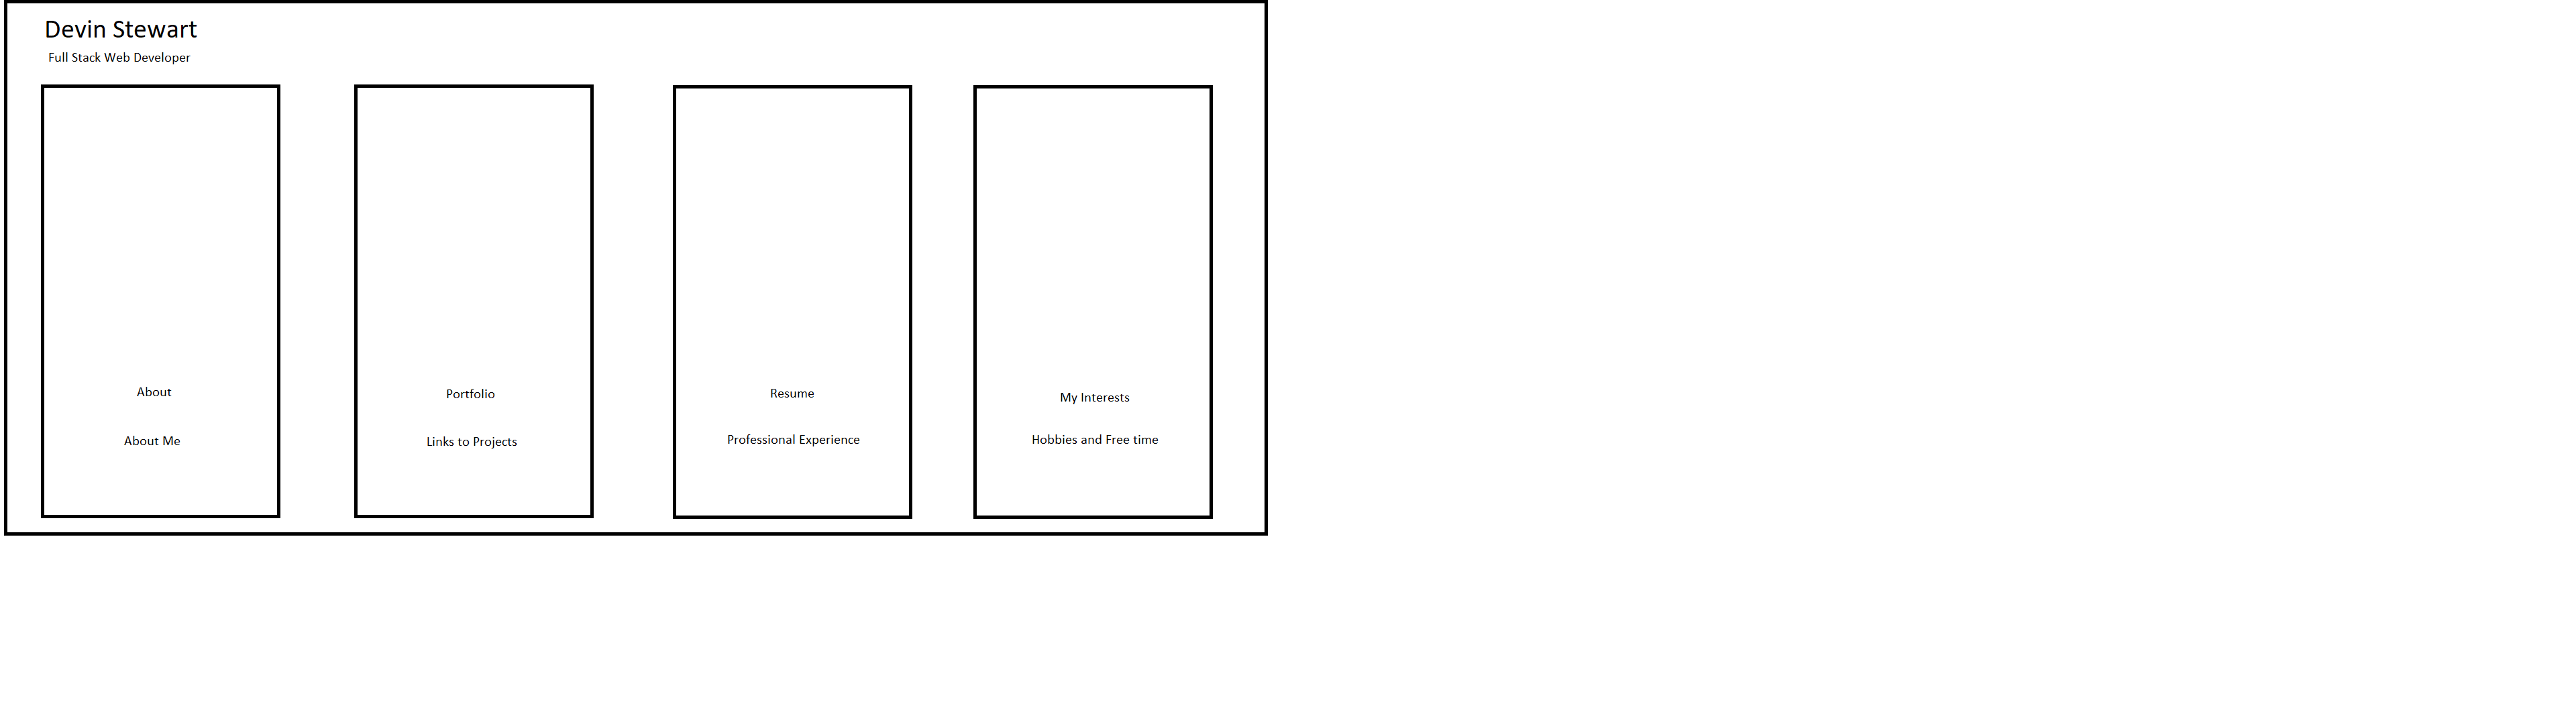 Devin Stewart
Full Stack Web Developer
About
About Me
Portfolio
Links to Projects
Resume
Professional Experience
My Interests
Hobbies and Free time